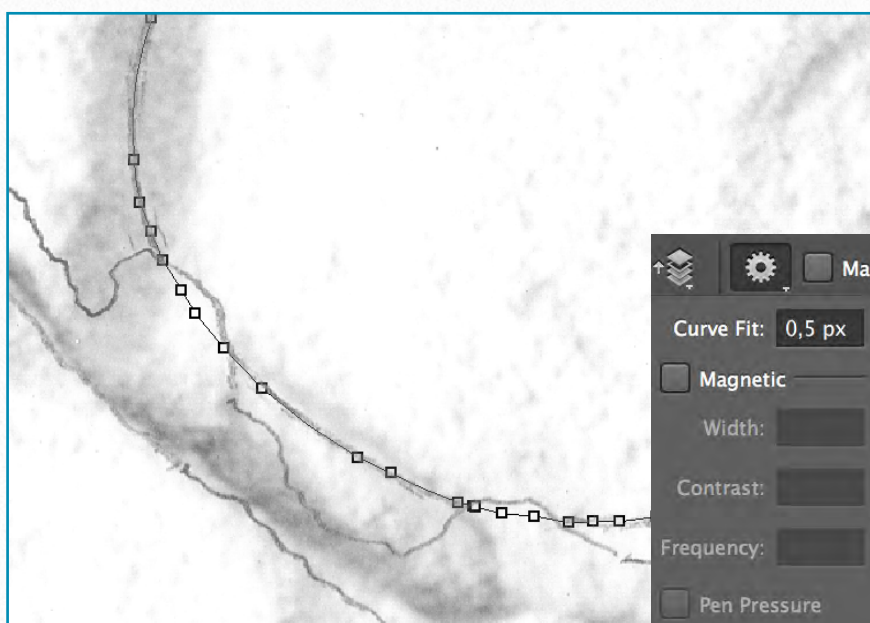 Ma
Curve Fit: 0,5 px
Magnetic
Width:
Contrast:
Frequency:
Pen Pressure